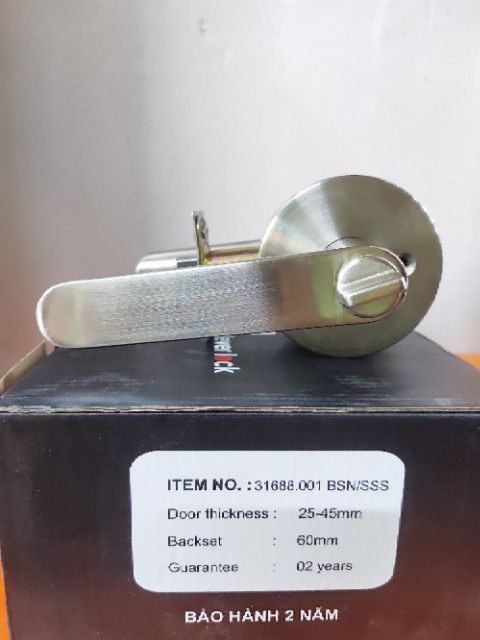 ITEM NO. : 31688.001 BSN/SSS
Door thickness : 25-45mm
Backset : 60mm
Guarantee : 02 years
BẢO HÀNH 2 NĂM